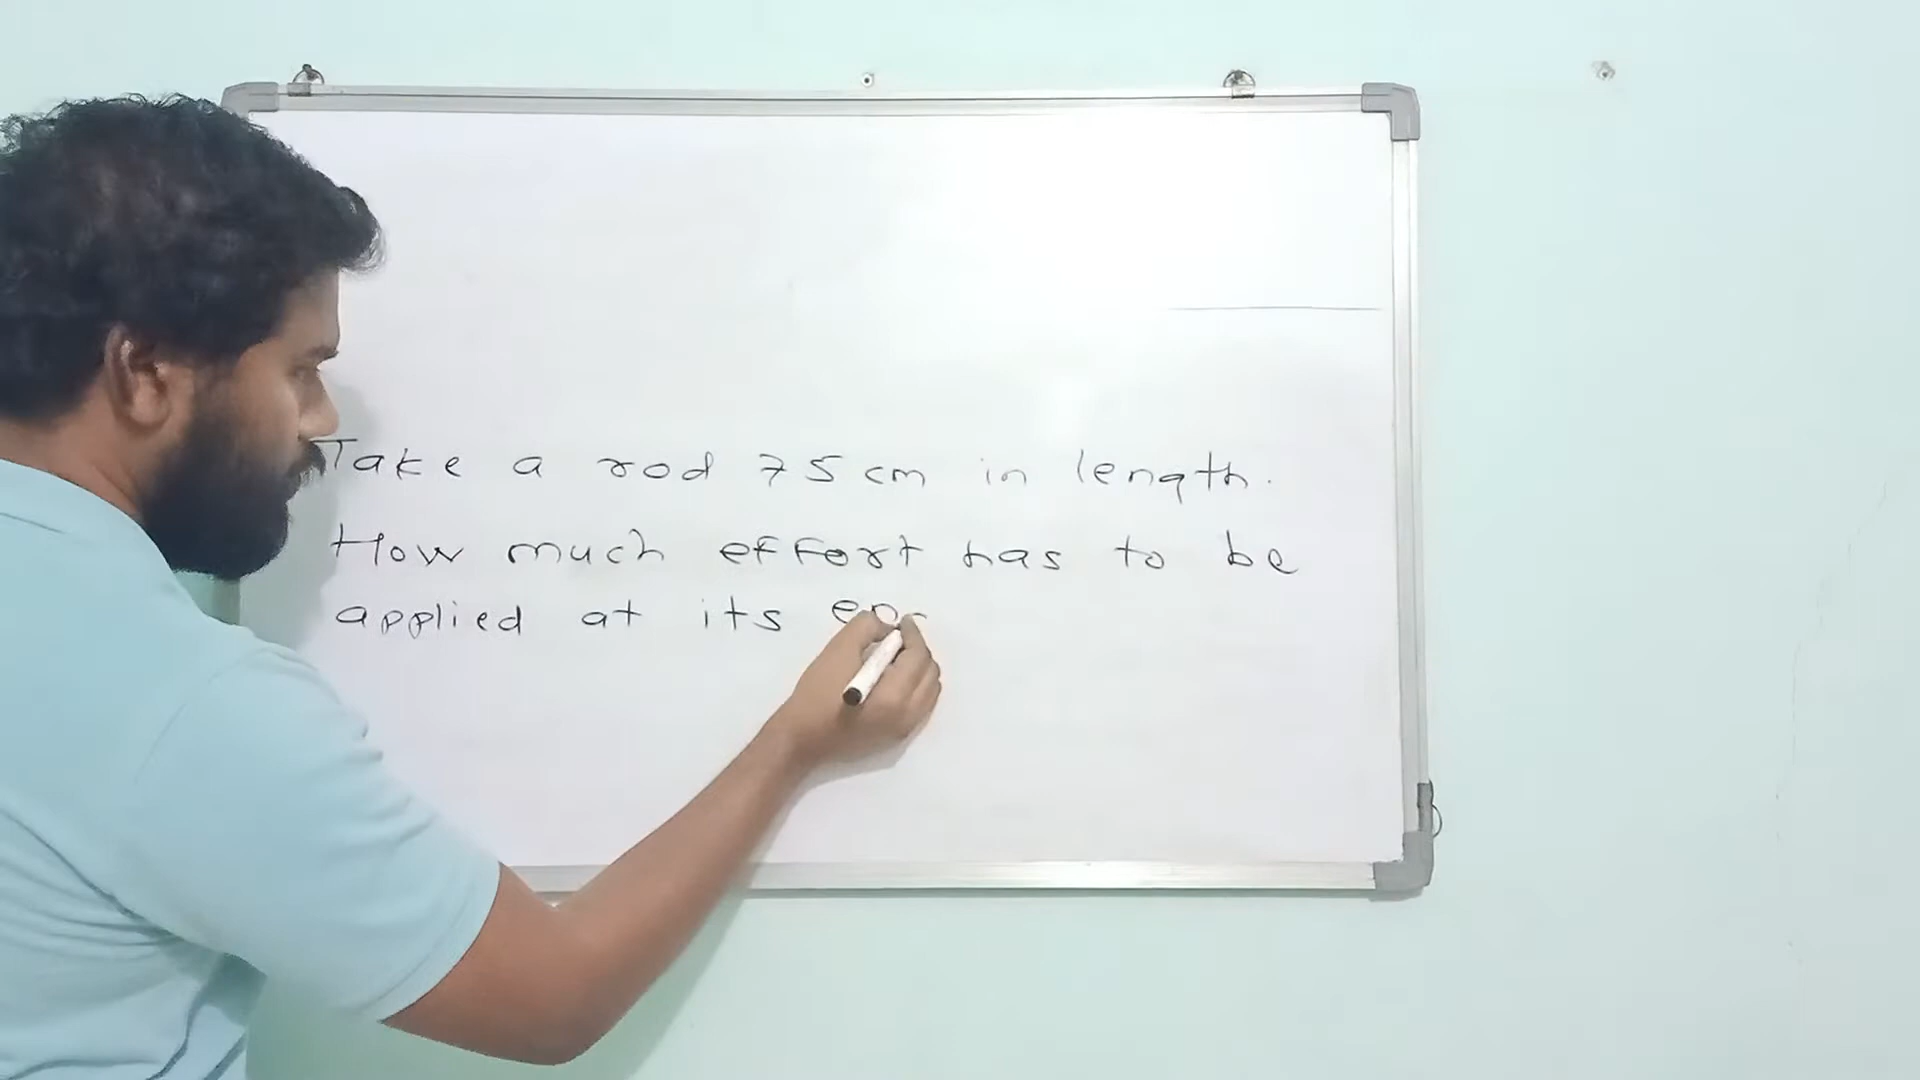 Take a rod 75 cm in length.
How much effort has to be
applied at its